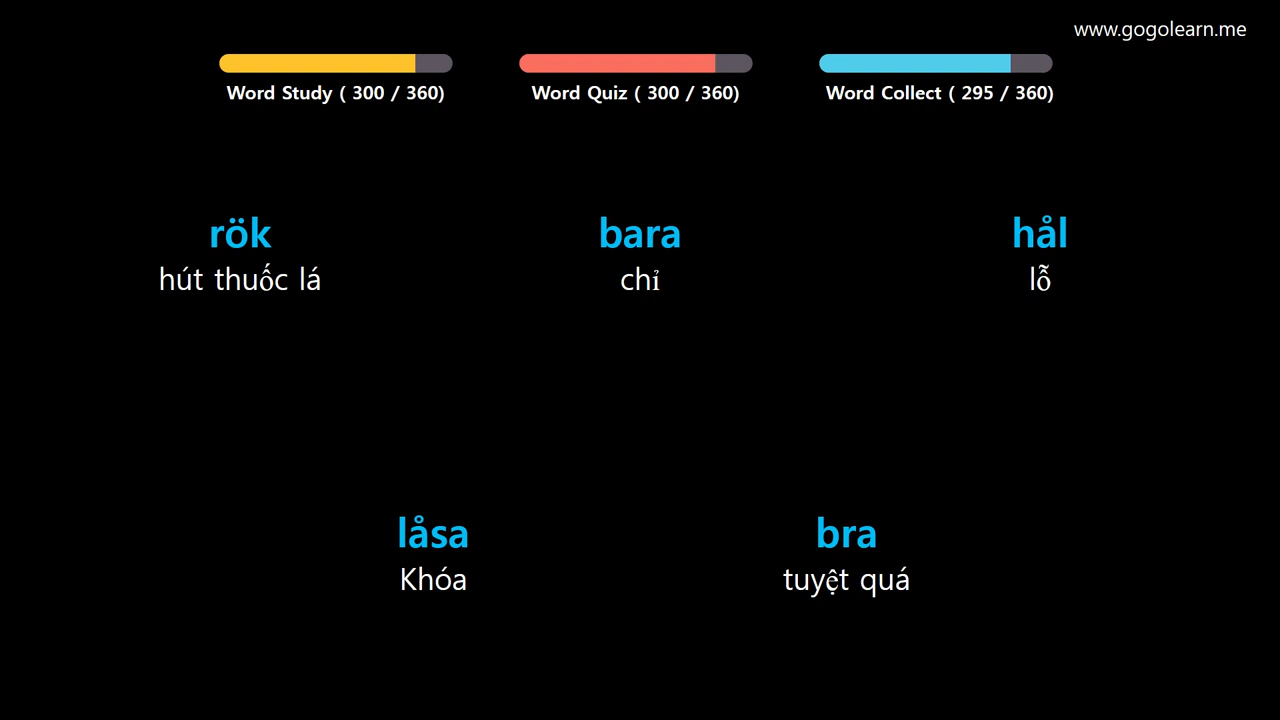 www.gogolearn.me
Word Study ( 300 / 360)
Word Quiz ( 300 / 360)
Word Collect ( 295 / 360)
rök
hút thuốc lá
bara
chỉ
hål
lỗ
låsa
Khóa
bra
tuyệt quá